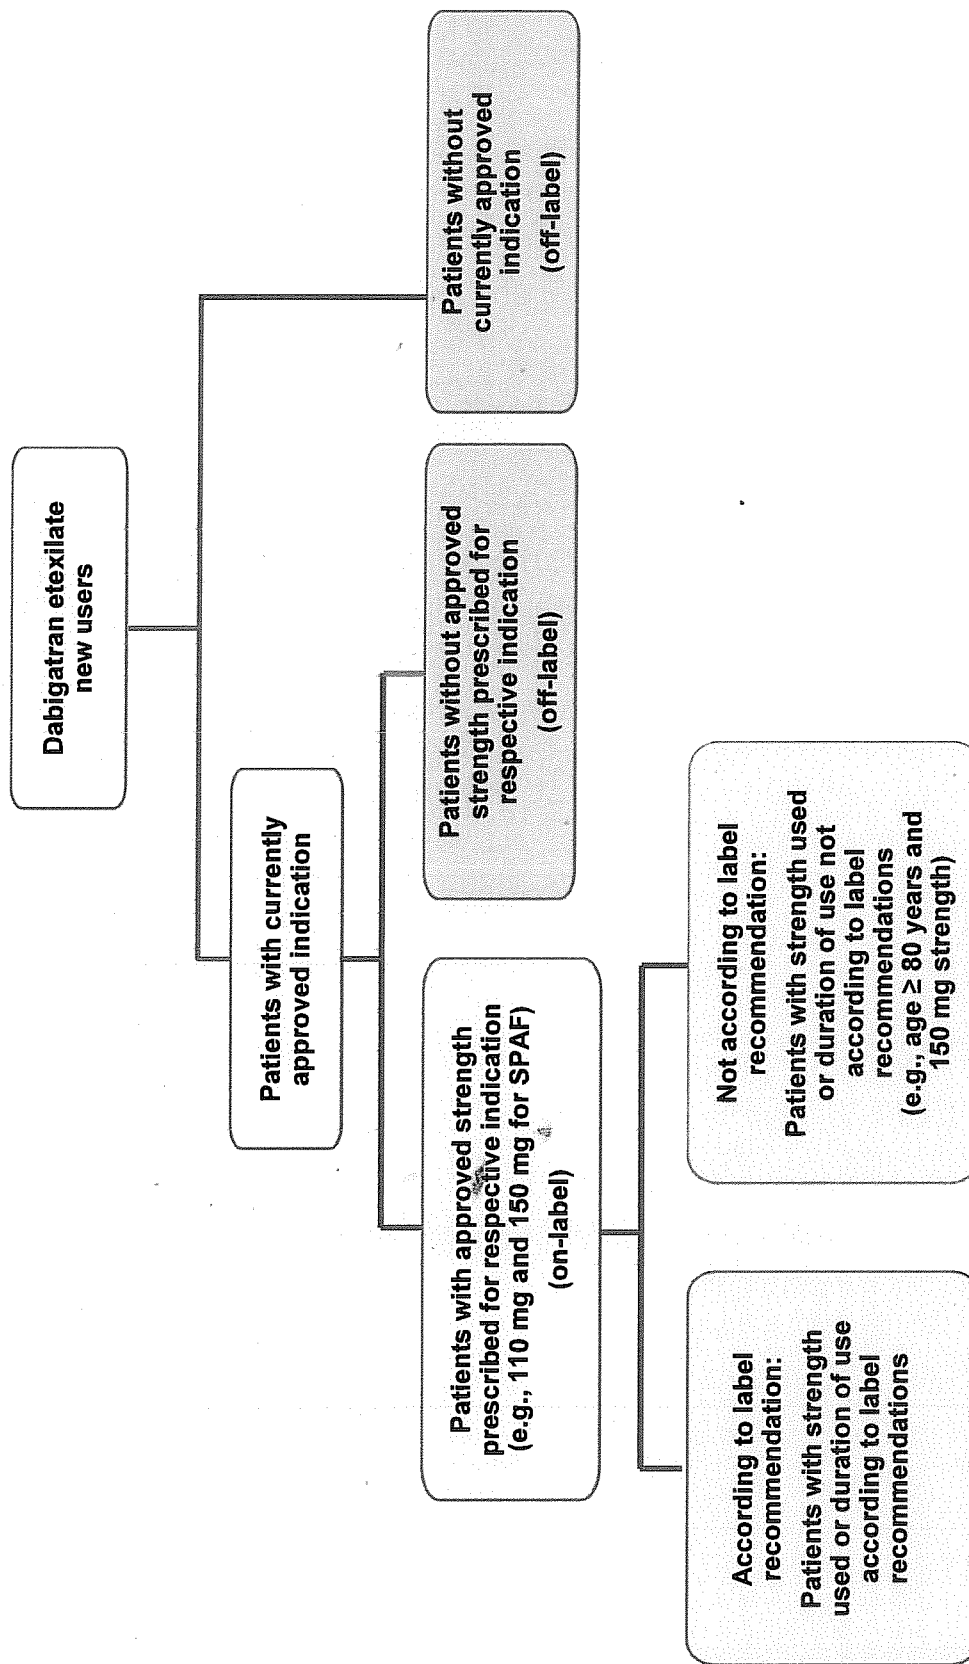 Dabigatran etexilate
new users
Patients with currently
approved indication
Patients without
currently approved
indication
(off-label)
Patients with approved strength
prescribed for respective indication
(e.g., 110 mg and 150 mg for SPAF)
(on-label)
Patients without approved
strength prescribed for
respective indication
(off-label)
According to label
recommendation:
Patients with strength
used or duration of use
according to label
recommendations
Not according to label
recommendation:
Patients with strength used
or duration of use not
according to label
recommendations
(e.g., age ≥ 80 years and
150 mg strength)